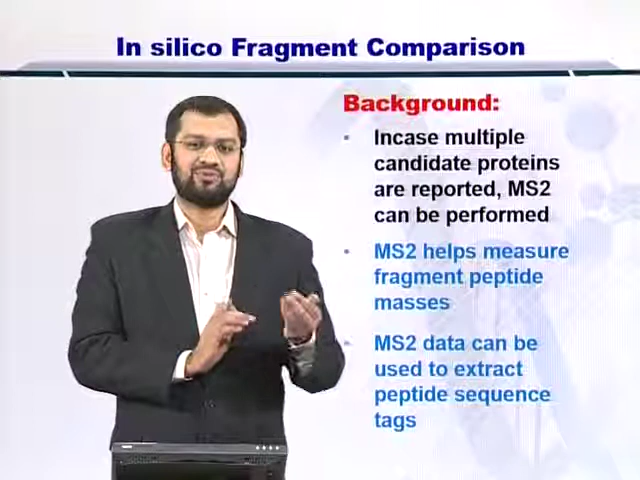 In silico Fragment Comparison
Background:
• Incase multiple
candidate proteins
are reported, MS2
can be performed
• MS2 helps measure
fragment peptide
masses
• MS2 data can be
used to extract
peptide sequence
tags